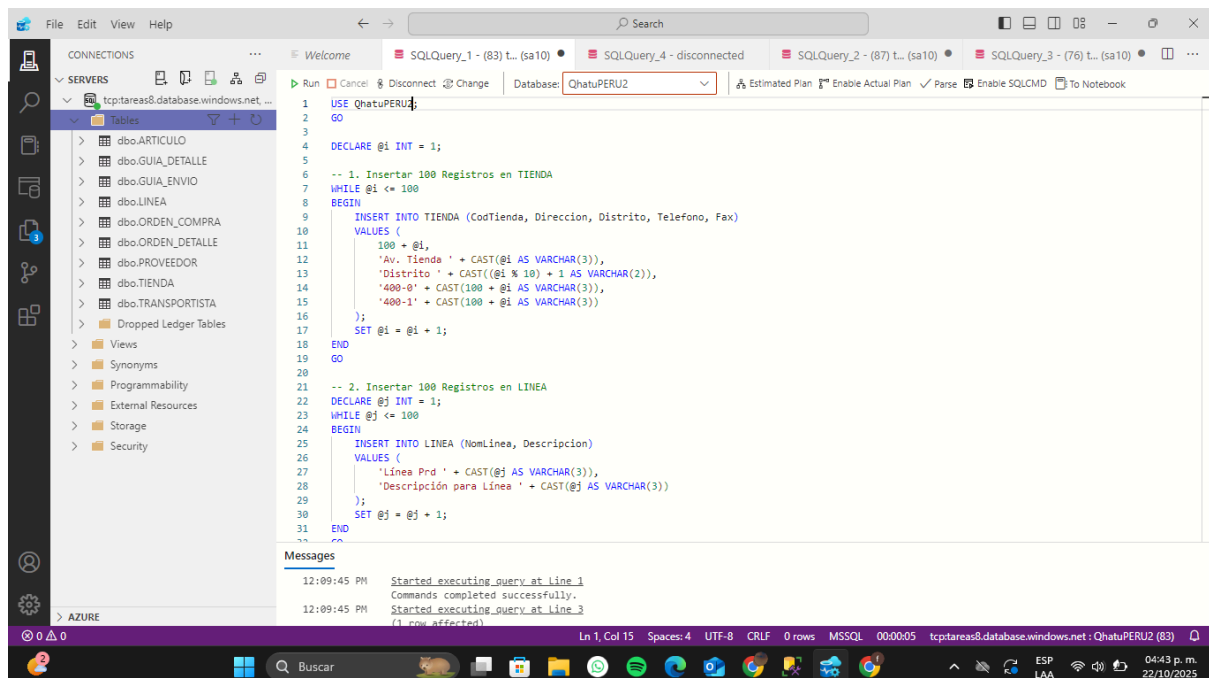 File Edit View Help
Search
CONNECTIONS
Welcome
SQLQuery_1 - (83) t... (sa10)
SQLQuery_4 - disconnected
SQLQuery_2 - (87) t... (sa10)
SQLQuery_3 - (76) t... (sa10)
SERVERS
tcp:tareas8.database.windows.net, ...
Tables
dbo.ARTICULO
dbo.GUIA_DETALLE
dbo.GUIA_ENVIO
dbo.LINEA
dbo.ORDEN_COMPRA
dbo.ORDEN_DETALLE
dbo.PROVEEDOR
dbo.TIENDA
dbo.TRANSPORTISTA
Dropped Ledger Tables
Views
Synonyms
Programmability
External Resources
Storage
Security
AZURE
3
Run Cancel Disconnect Change Database: QhatuPERU2 Estimated Plan Enable Actual Plan Parse Enable SQLCMD To Notebook
1 USE QhatuPERU2;
2 GO
3
4 DECLARE @i INT = 1;
5
6 -- 1. Insertar 100 Registros en TIENDA
7 WHILE @i <= 100
8 BEGIN
9 INSERT INTO TIENDA (CodTienda, Direccion, Distrito, Telefono, Fax)
10 VALUES (
11 100 + @i,
12 'Av. Tienda ' + CAST(@i AS VARCHAR(3)),
13 'Distrito ' + CAST((@i % 10) + 1 AS VARCHAR(2)),
14 '400-0' + CAST(100 + @i AS VARCHAR(3)),
15 '400-1' + CAST(100 + @i AS VARCHAR(3))
16 );
17 SET @i = @i + 1;
18 END
19 GO
20
21 -- 2. Insertar 100 Registros en LINEA
22 DECLARE @j INT = 1;
23 WHILE @j <= 100
24 BEGIN
25 INSERT INTO LINEA (NomLinea, Descripcion)
26 VALUES (
27 'Línea Prd ' + CAST(@j AS VARCHAR(3)),
28 'Descripción para Línea ' + CAST(@j AS VARCHAR(3))
29 );
30 SET @j = @j + 1;
31 END
Messages
12:09:45 PM Started executing query at Line 1
Commands completed successfully.
12:09:45 PM Started executing query at Line 3
(1 row affected)
0 0 Ln 1, Col 15 Spaces: 4 UTF-8 CRLF 0 rows MSSQL 00:00:05 tcp:tareas8.database.windows.net : QhatuPERU2 (83)
2
Buscar
ESP
LAA
04:43 p. m.
22/10/2025